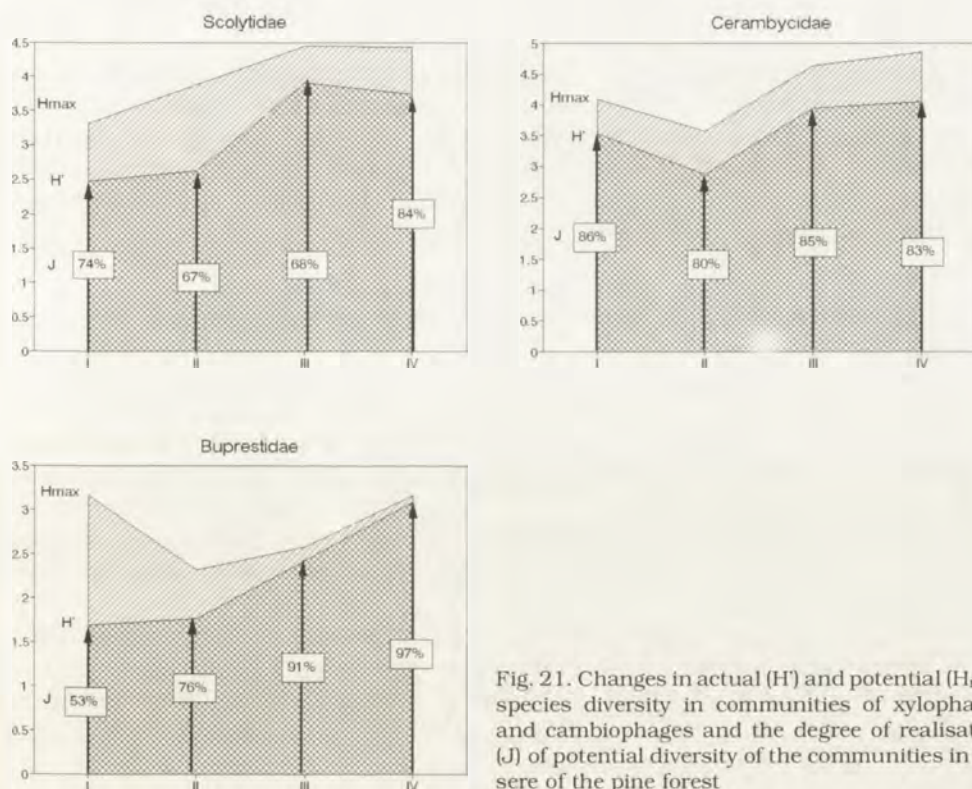 Scolytidae
4.5
4
3.5
3
2.5
2
1.5
1
0.5
0
Hmax
H'
J
74%
67%
68%
84%
I
II
III
IV
Cerambycidae
5
4.5
4
3.5
3
2.5
2
1.5
1
0.5
0
Hmax
H'
J
86%
80%
85%
83%
I
II
III
IV
Buprestidae
3.5
3
2.5
2
1.5
1
0.5
0
Hmax
H'
J
53%
76%
91%
97%
I
II
III
IV
Fig. 21. Changes in actual (H') and potential (H
species diversity in communities of xylopha
and cambiophages and the degree of realisat
(J) of potential diversity of the communities in
sere of the pine forest